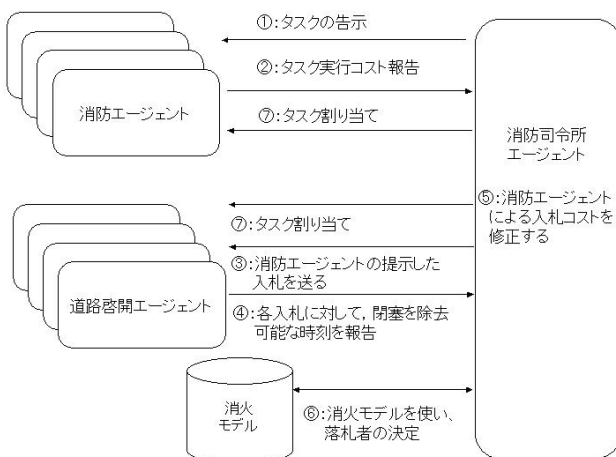 ①:タスクの告示
②:タスク実行コスト報告
消防エージェント
⑦:タスク割り当て
消防司令所
エージェント
⑤:消防エージェント
による入札コストを
修正する
⑦:タスク割り当て
③:消防エージェントの提示した
入札を送る
道路啓開エージェント
④:各入札に対して,閉塞を除去
可能な時刻を報告
消火
モデル
⑥:消火モデルを使い、
落札者の決定